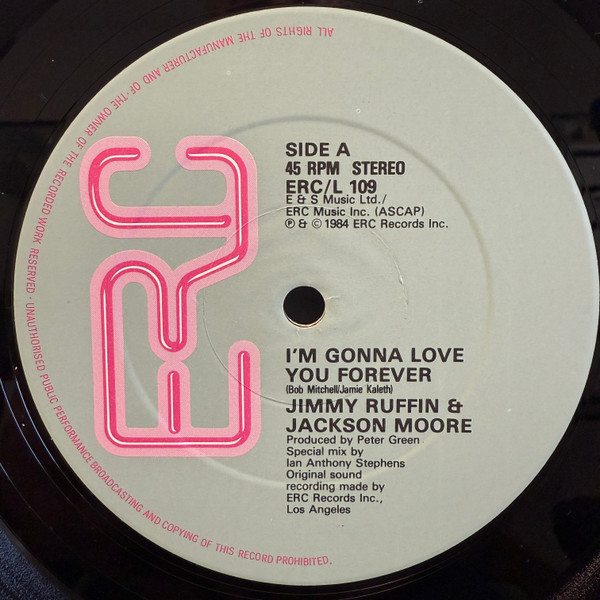 ERC
SIDE A
45 RPM STEREO
ERC/L 109
E & S Music Ltd./
ERC Music Inc. (ASCAP)
℗ & © 1984 ERC Records Inc.
I'M GONNA LOVE
YOU FOREVER
(Bob Mitchell/Jamie Kaleth)
JIMMY RUFFIN &
JACKSON MOORE
Produced by Peter Green
Special mix by
Ian Anthony Stephens
Original sound
recording made by
ERC Records Inc.,
Los Angeles
ALL RIGHTS OF THE MANUFACTURER AND OF THE OWNER OF THE RECORDED WORK RESERVED · UNAUTHORISED PUBLIC PERFORMANCE BROADCASTING AND COPYING OF THIS RECORD PROHIBITED.